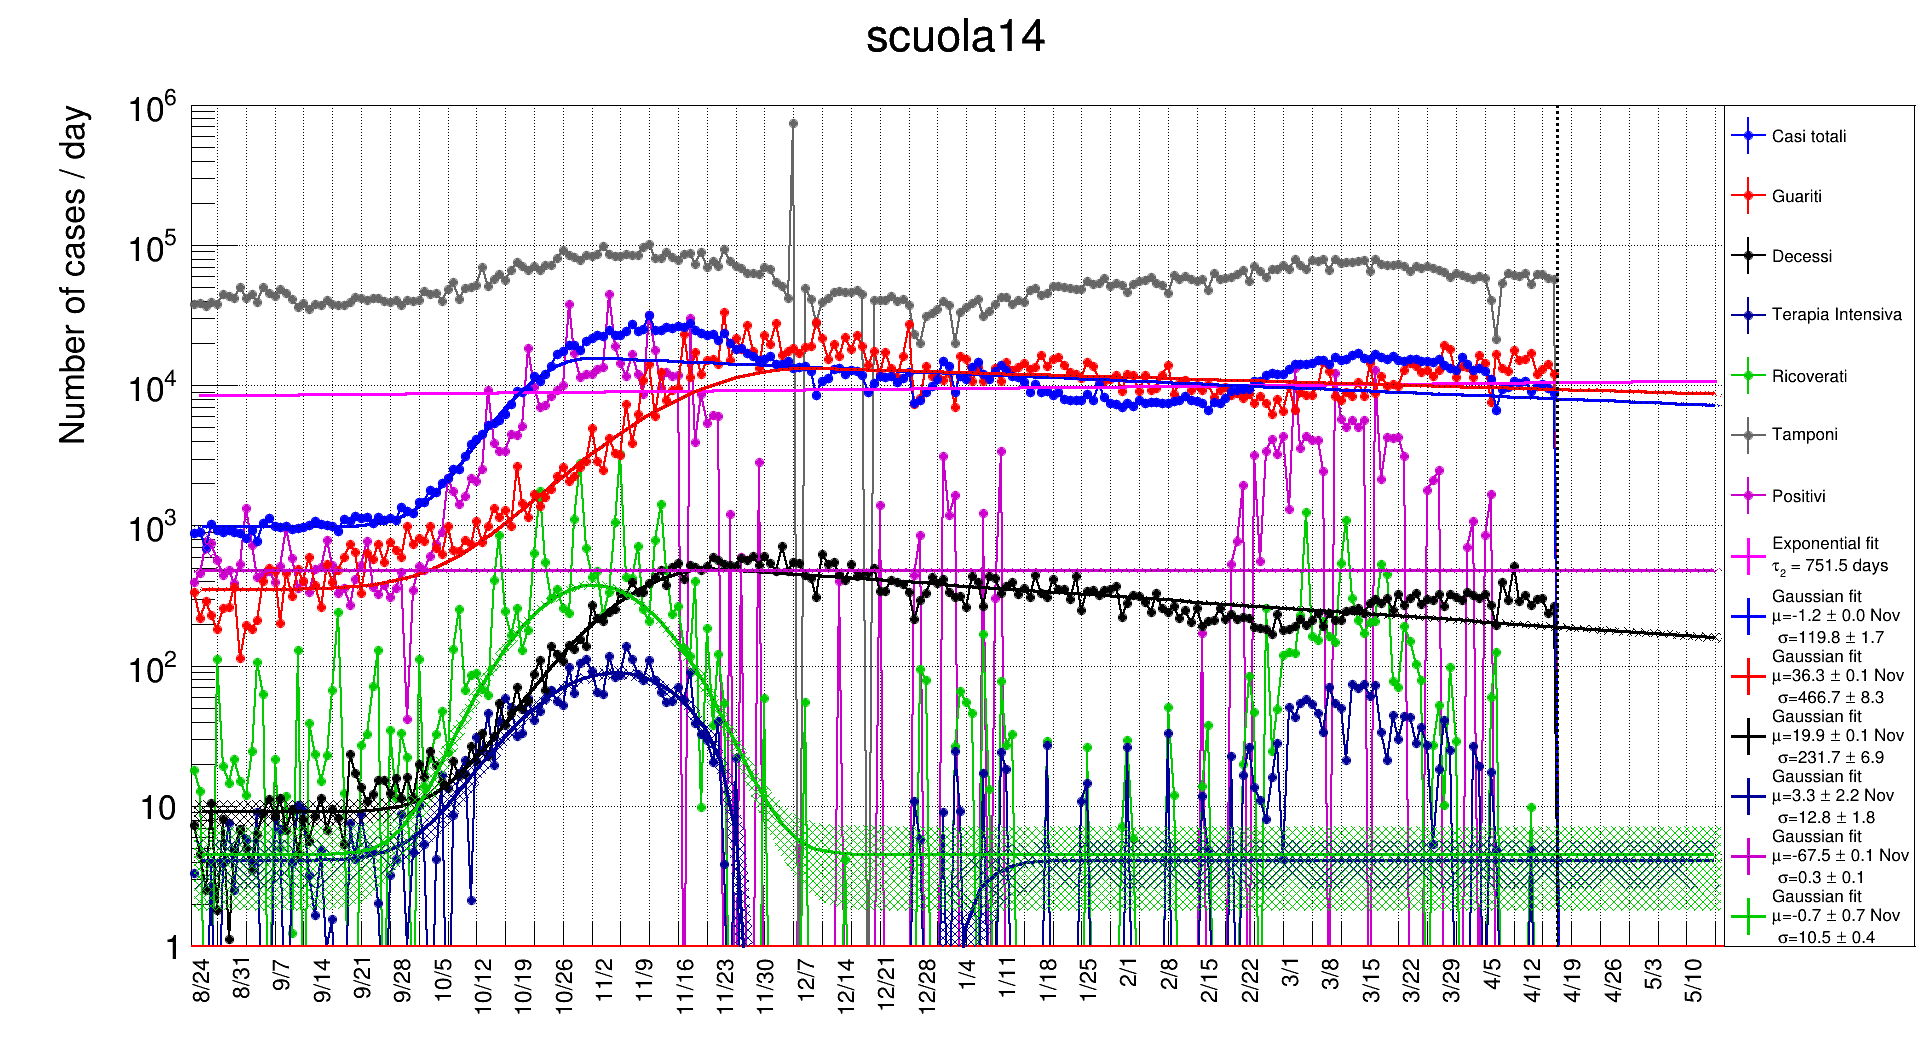 scuola14
Number of cases / day
10^6
10^5
10^4
10^3
10^2
10
1
8/24
8/31
9/7
9/14
9/21
9/28
10/5
10/12
10/19
10/26
11/2
11/9
11/16
11/23
11/30
12/7
12/14
12/21
12/28
1/4
1/11
1/18
1/25
2/1
2/8
2/15
2/22
3/1
3/8
3/15
3/22
3/29
4/5
4/12
4/19
4/26
5/3
5/10
Casi totali
Guariti
Decessi
Terapia Intensiva
Ricoverati
Tamponi
Positivi
Exponential fit
τ₂ = 751.5 days
Gaussian fit
μ=-1.2 ± 0.0 Nov
σ=119.8 ± 1.7
Gaussian fit
μ=36.3 ± 0.1 Nov
σ=466.7 ± 8.3
Gaussian fit
μ=19.9 ± 0.1 Nov
σ=231.7 ± 6.9
Gaussian fit
μ=3.3 ± 2.2 Nov
σ=12.8 ± 1.8
Gaussian fit
μ=-67.5 ± 0.1 Nov
σ=0.3 ± 0.1
Gaussian fit
μ=-0.7 ± 0.7 Nov
σ=10.5 ± 0.4